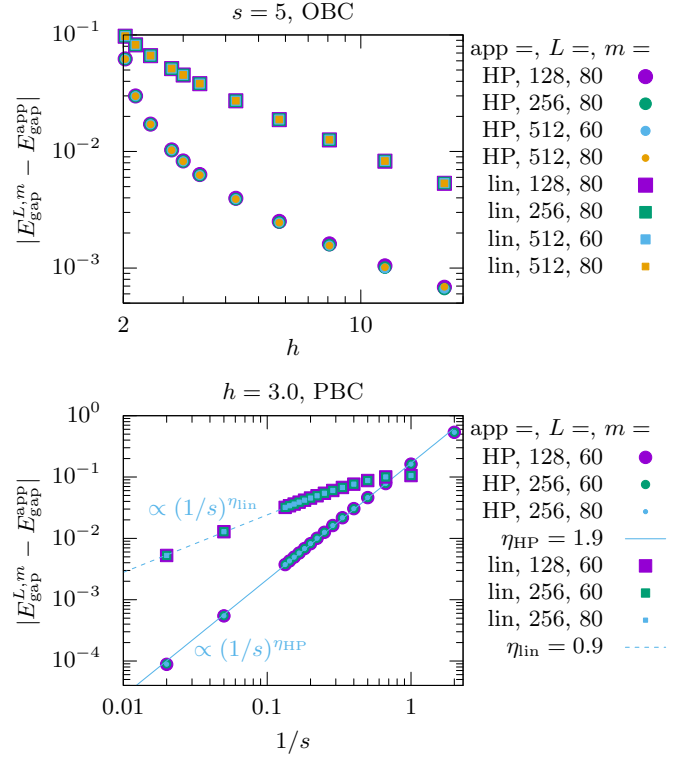 s = 5, OBC
|E_gap^{L,m} − E_gap^{app}|
10^{-1}
10^{-2}
10^{-3}
2
10
h
app =, L =, m =
HP, 128, 80
HP, 256, 80
HP, 512, 60
HP, 512, 80
lin, 128, 80
lin, 256, 80
lin, 512, 60
lin, 512, 80
h = 3.0, PBC
|E_gap^{L,m} − E_gap^{app}|
10^0
10^{-1}
10^{-2}
10^{-3}
10^{-4}
∝ (1/s)^{η_lin}
∝ (1/s)^{η_HP}
0.01
0.1
1
1/s
app =, L =, m =
HP, 128, 60
HP, 256, 60
HP, 256, 80
η_HP = 1.9
lin, 128, 60
lin, 256, 60
lin, 256, 80
η_lin = 0.9